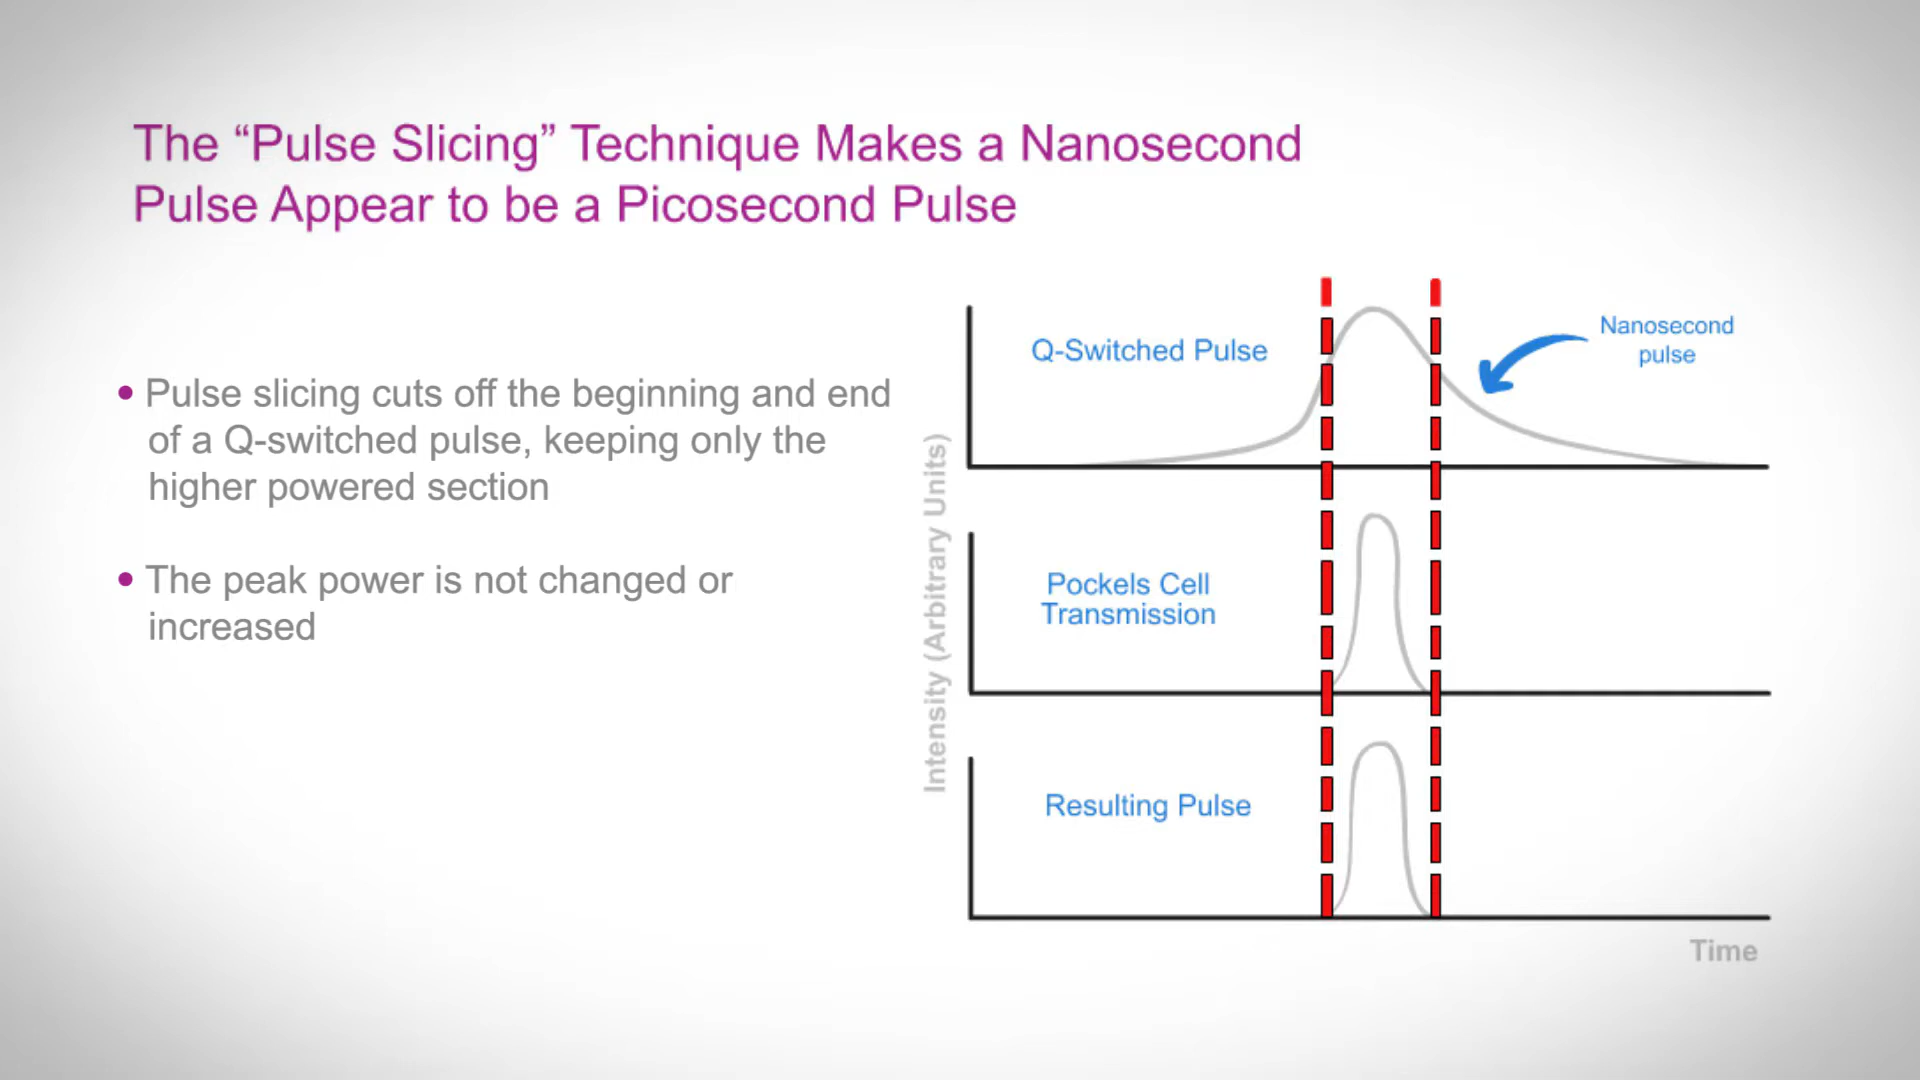 The “Pulse Slicing” Technique Makes a Nanosecond
Pulse Appear to be a Picosecond Pulse
• Pulse slicing cuts off the beginning and end
of a Q-switched pulse, keeping only the
higher powered section
• The peak power is not changed or
increased
Intensity (Arbitrary Units)
Q-Switched Pulse
Nanosecond
pulse
Pockels Cell
Transmission
Resulting Pulse
Time